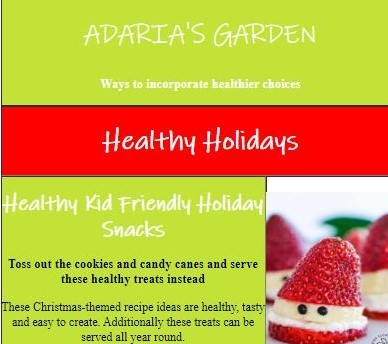 ADARIA'S GARDEN
Ways to incorporate healthier choices
Healthy Holidays
Healthy Kid Friendly Holiday
Snacks
Toss out the cookies and candy canes and serve
these healthy treats instead
These Christmas-themed recipe ideas are healthy, tasty
and easy to create. Additionally these treats can be
served all year round.